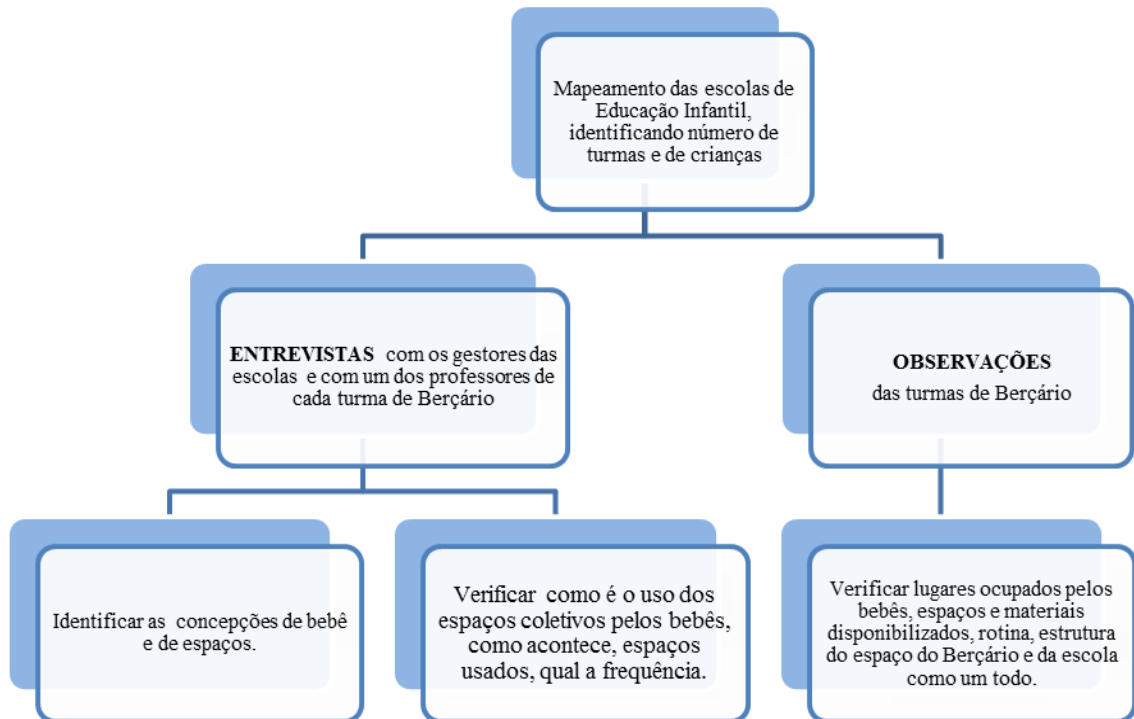 Mapeamento das escolas de
Educação Infantil,
identificando número de
turmas e de crianças
ENTREVISTAS com os gestores das
escolas e com um dos professores de
cada turma de Berçário
OBSERVAÇÕES
das turmas de Berçário
Identificar as concepções de bebê
e de espaços.
Verificar como é o uso dos
espaços coletivos pelos bebês,
como acontece, espaços
usados, qual a frequência.
Verificar lugares ocupados pelos
bebês, espaços e materiais
disponibilizados, rotina, estrutura
do espaço do Berçário e da escola
como um todo.